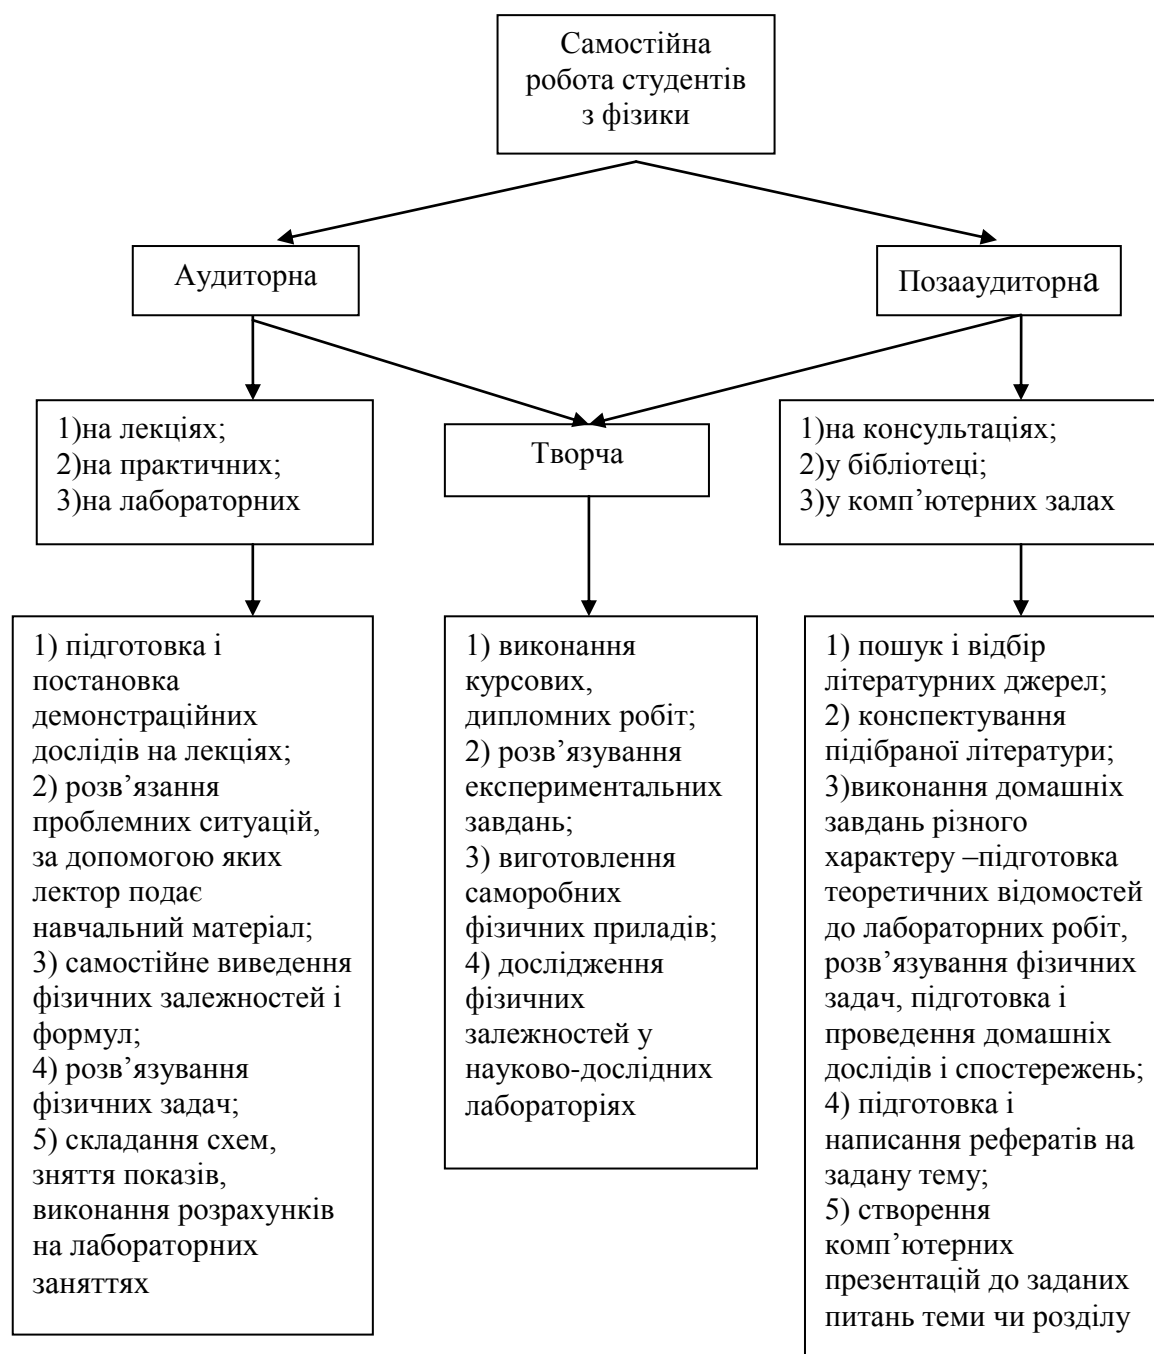 Самостійна
робота студентів
з фізики
Аудиторна
Позааудиторна
1)на лекціях;
2)на практичних;
3)на лабораторних
Творча
1)на консультаціях;
2)у бібліотеці;
3)у комп’ютерних залах
1) підготовка і
постановка
демонстраційних
дослідів на лекціях;
2) розв’язання
проблемних ситуацій,
за допомогою яких
лектор подає
навчальний матеріал;
3) самостійне виведення
фізичних залежностей і
формул;
4) розв’язування
фізичних задач;
5) складання схем,
зняття показів,
виконання розрахунків
на лабораторних
заняттях
1) виконання
курсових,
дипломних робіт;
2) розв’язування
експериментальних
завдань;
3) виготовлення
саморобних
фізичних приладів;
4) дослідження
фізичних
залежностей у
науково-дослідних
лабораторіях
1) пошук і відбір
літературних джерел;
2) конспектування
підібраної літератури;
3)виконання домашніх
завдань різного
характеру –підготовка
теоретичних відомостей
до лабораторних робіт,
розв’язування фізичних
задач, підготовка і
проведення домашніх
дослідів і спостережень;
4) підготовка і
написання рефератів на
задану тему;
5) створення
комп’ютерних
презентацій до заданих
питань теми чи розділу